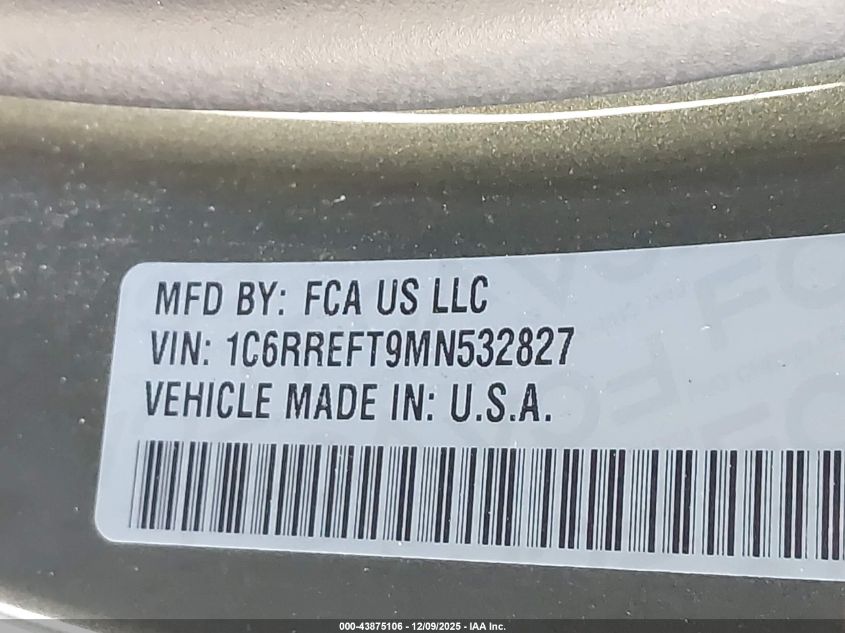 MFD BY: FCA US LLC
VIN: 1C6RREFT9MN532827
VEHICLE MADE IN: U.S.A.
000-43875106 - 12/09/2025 - IAA Inc.